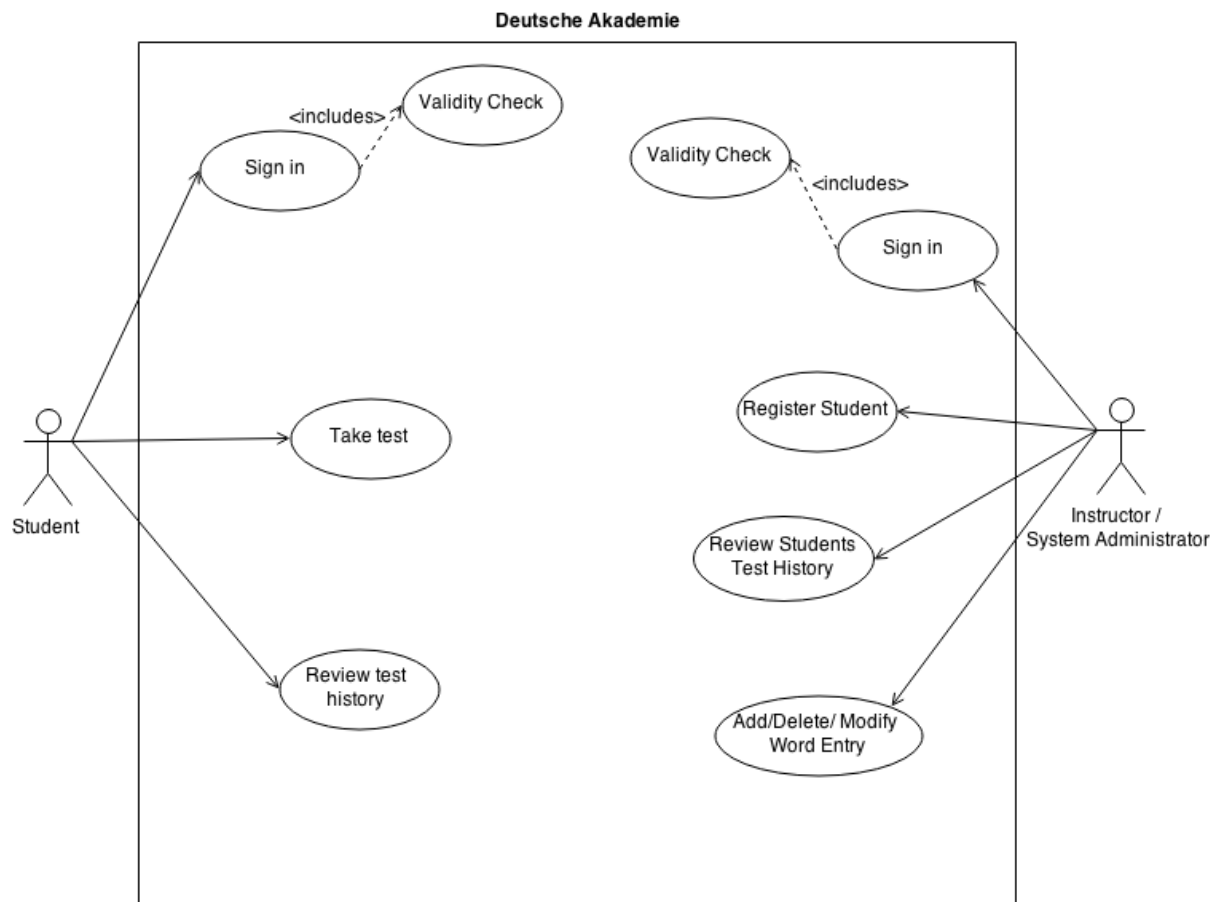 Deutsche Akademie
Validity Check
<includes>
Sign in
Validity Check
<includes>
Sign in
Take test
Register Student
Student
Instructor /
System Administrator
Review Students
Test History
Review test
history
Add/Delete/ Modify
Word Entry